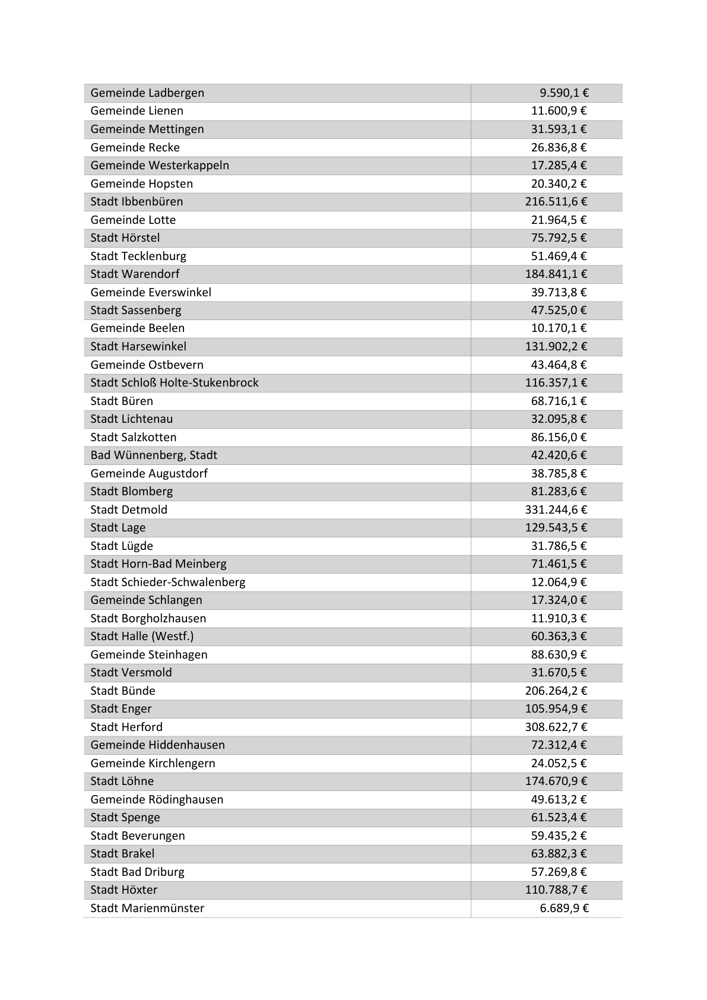 Gemeinde Ladbergen 9.590,1 €
Gemeinde Lienen 11.600,9 €
Gemeinde Mettingen 31.593,1 €
Gemeinde Recke 26.836,8 €
Gemeinde Westerkappeln 17.285,4 €
Gemeinde Hopsten 20.340,2 €
Stadt Ibbenbüren 216.511,6 €
Gemeinde Lotte 21.964,5 €
Stadt Hörstel 75.792,5 €
Stadt Tecklenburg 51.469,4 €
Stadt Warendorf 184.841,1 €
Gemeinde Everswinkel 39.713,8 €
Stadt Sassenberg 47.525,0 €
Gemeinde Beelen 10.170,1 €
Stadt Harsewinkel 131.902,2 €
Gemeinde Ostbevern 43.464,8 €
Stadt Schloß Holte-Stukenbrock 116.357,1 €
Stadt Büren 68.716,1 €
Stadt Lichtenau 32.095,8 €
Stadt Salzkotten 86.156,0 €
Bad Wünnenberg, Stadt 42.420,6 €
Gemeinde Augustdorf 38.785,8 €
Stadt Blomberg 81.283,6 €
Stadt Detmold 331.244,6 €
Stadt Lage 129.543,5 €
Stadt Lügde 31.786,5 €
Stadt Horn-Bad Meinberg 71.461,5 €
Stadt Schieder-Schwalenberg 12.064,9 €
Gemeinde Schlangen 17.324,0 €
Stadt Borgholzhausen 11.910,3 €
Stadt Halle (Westf.) 60.363,3 €
Gemeinde Steinhagen 88.630,9 €
Stadt Versmold 31.670,5 €
Stadt Bünde 206.264,2 €
Stadt Enger 105.954,9 €
Stadt Herford 308.622,7 €
Gemeinde Hiddenhausen 72.312,4 €
Gemeinde Kirchlengern 24.052,5 €
Stadt Löhne 174.670,9 €
Gemeinde Rödinghausen 49.613,2 €
Stadt Spenge 61.523,4 €
Stadt Beverungen 59.435,2 €
Stadt Brakel 63.882,3 €
Stadt Bad Driburg 57.269,8 €
Stadt Höxter 110.788,7 €
Stadt Marienmünster 6.689,9 €